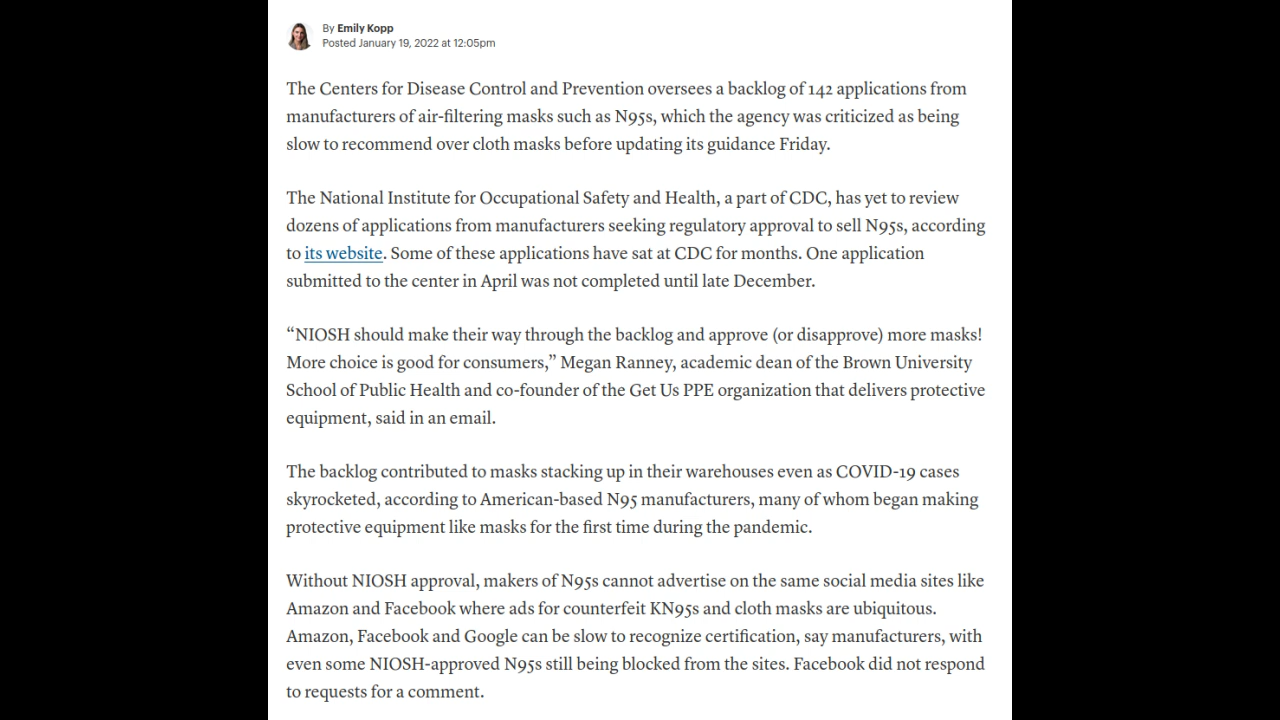 By Emily Kopp
Posted January 19, 2022 at 12:05pm
The Centers for Disease Control and Prevention oversees a backlog of 142 applications from
manufacturers of air-filtering masks such as N95s, which the agency was criticized as being
slow to recommend over cloth masks before updating its guidance Friday.
The National Institute for Occupational Safety and Health, a part of CDC, has yet to review
dozens of applications from manufacturers seeking regulatory approval to sell N95s, according
to its website. Some of these applications have sat at CDC for months. One application
submitted to the center in April was not completed until late December.
“NIOSH should make their way through the backlog and approve (or disapprove) more masks!
More choice is good for consumers,” Megan Ranney, academic dean of the Brown University
School of Public Health and co-founder of the Get Us PPE organization that delivers protective
equipment, said in an email.
The backlog contributed to masks stacking up in their warehouses even as COVID-19 cases
skyrocketed, according to American-based N95 manufacturers, many of whom began making
protective equipment like masks for the first time during the pandemic.
Without NIOSH approval, makers of N95s cannot advertise on the same social media sites like
Amazon and Facebook where ads for counterfeit KN95s and cloth masks are ubiquitous.
Amazon, Facebook and Google can be slow to recognize certification, say manufacturers, with
even some NIOSH-approved N95s still being blocked from the sites. Facebook did not respond
to requests for a comment.